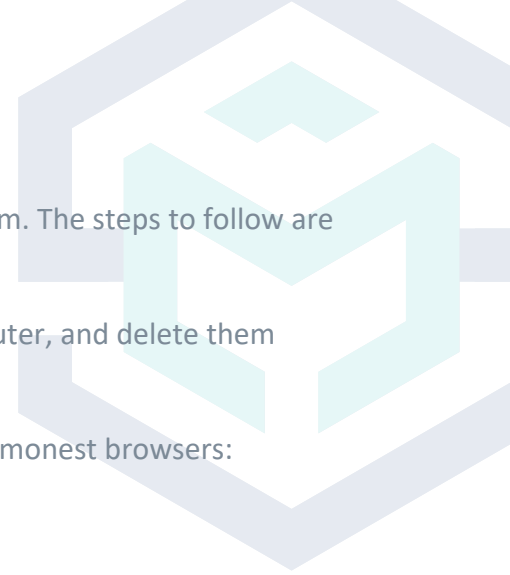 m. The steps to follow are
uter, and delete them
monest browsers: